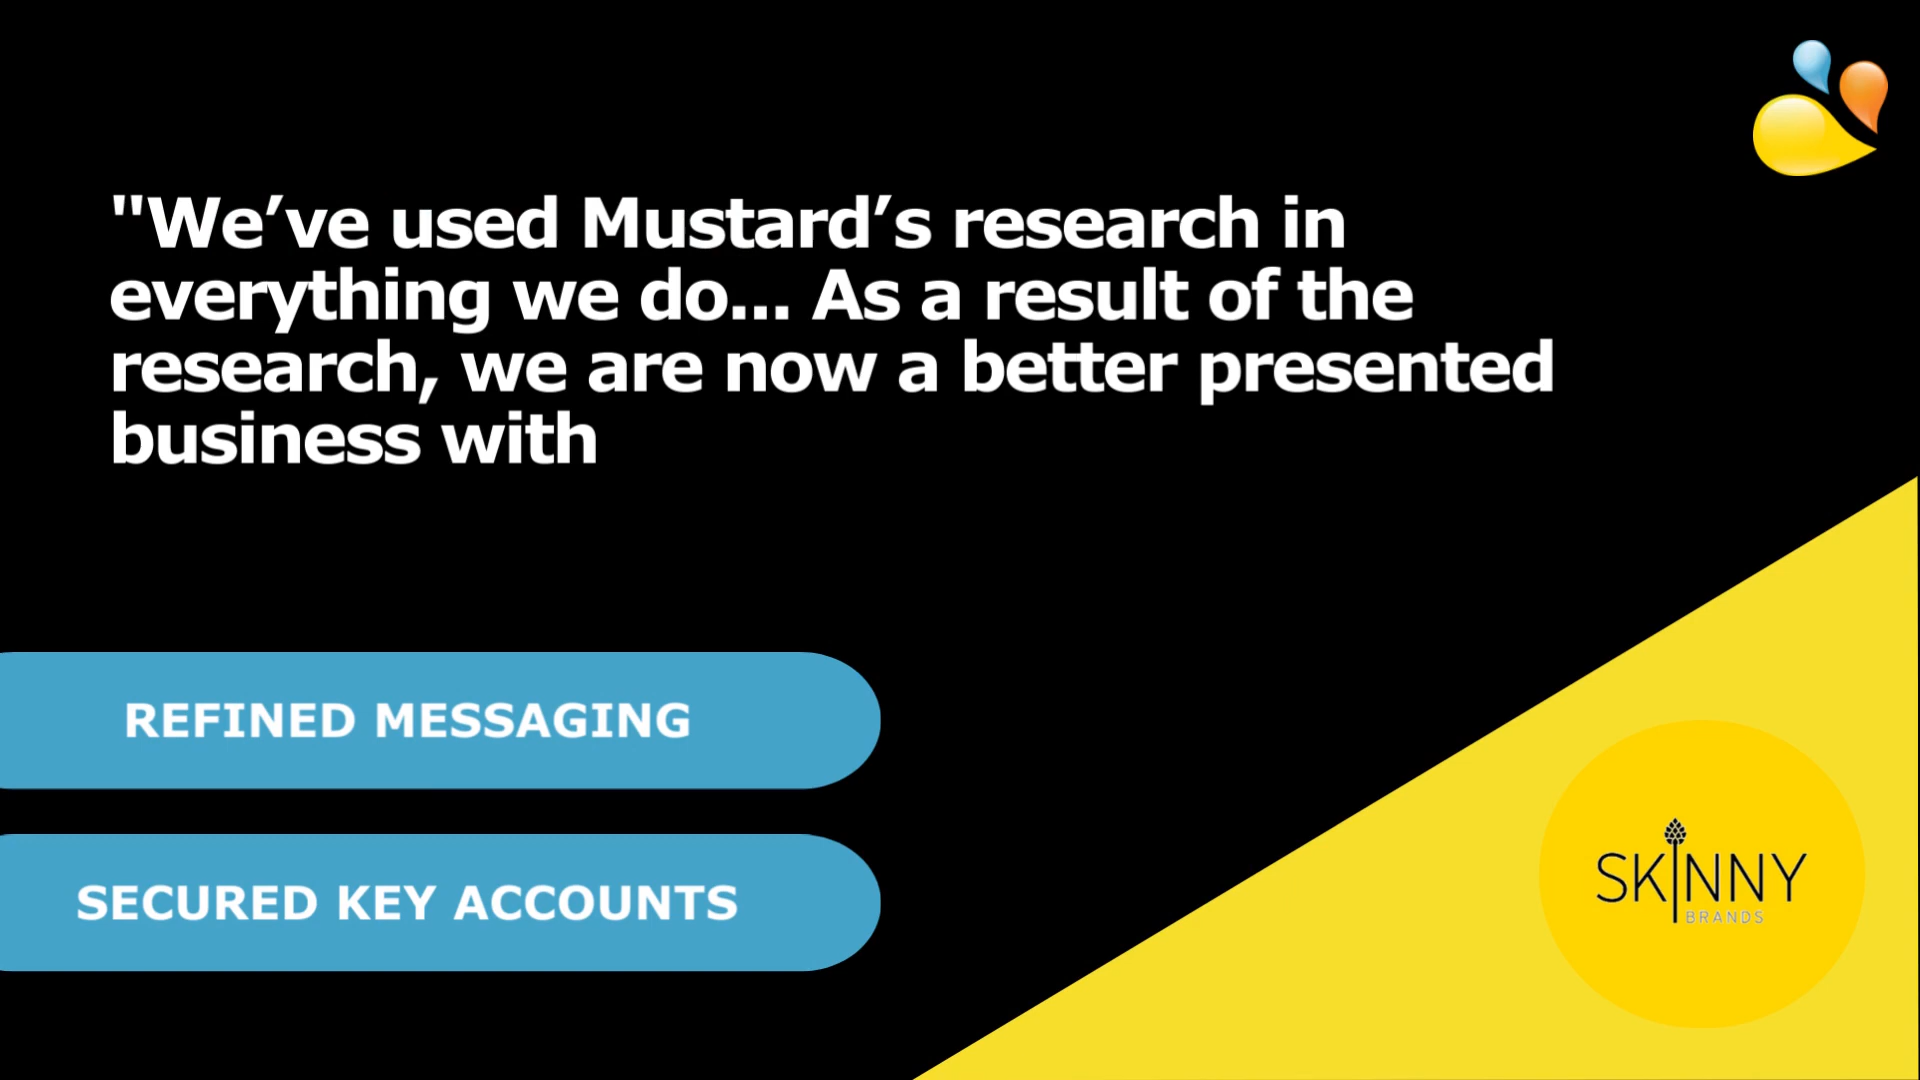 "We’ve used Mustard’s research in
everything we do... As a result of the
research, we are now a better presented
business with
REFINED MESSAGING
SECURED KEY ACCOUNTS
SKINNY
BRANDS